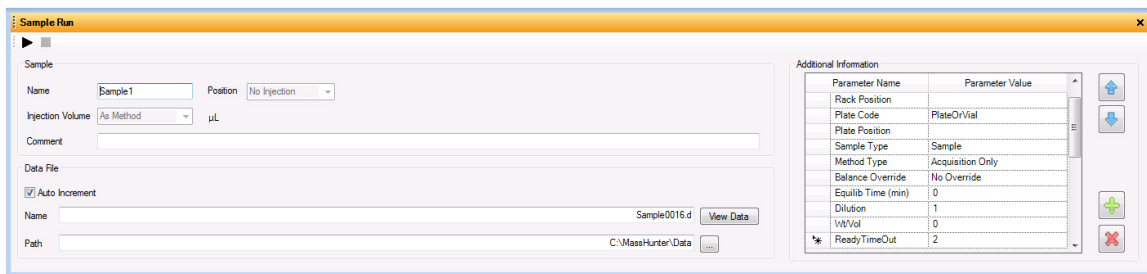 Sample Run
Sample
Name Sample1 Position No Injection
Injection Volume As Method µL
Comment
Data File
Auto Increment
Name Sample0016.d View Data
Path C:\MassHunter\Data ...
Additional Information
Parameter Name Parameter Value
Rack Position
Plate Code PlateOrVial
Plate Position
Sample Type Sample
Method Type Acquisition Only
Balance Override No Override
Equilib Time (min) 0
Dilution 1
Wt/Vol 0
ReadyTimeOut 2